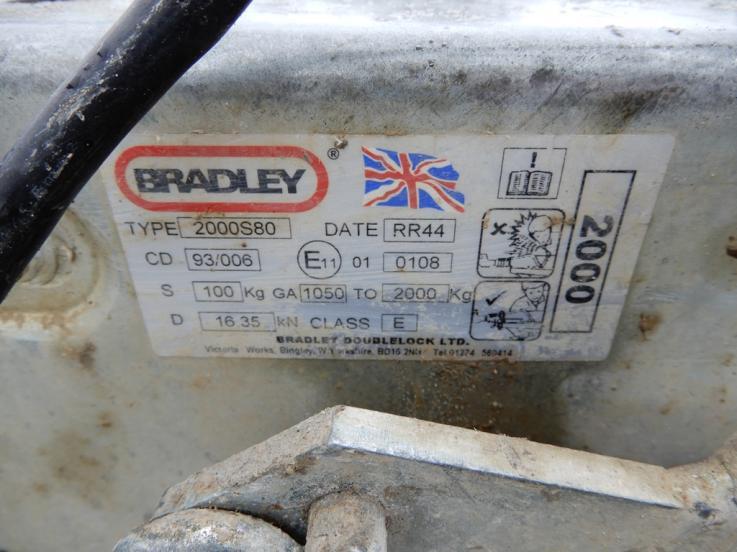 BRADLEY ®
TYPE 2000S80 DATE RR44
CD 93/006 E11 01 0108
S 100 Kg GA 1050 TO 2000 Kg
D 16.35 kN CLASS E
BRADLEY DOUBLELOCK LTD.
Victoria Works, Bingley, W.Yorkshire, BD16 2NH Tel.01274 560414
!
2000